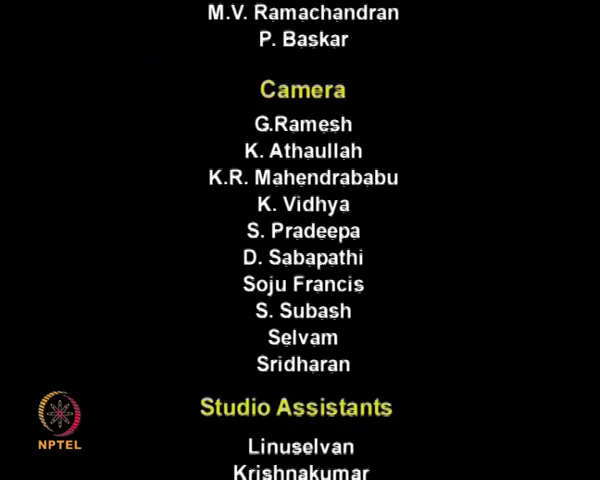 M.V. Ramachandran
P. Baskar
Camera
G.Ramesh
K. Athaullah
K.R. Mahendrababu
K. Vidhya
S. Pradeepa
D. Sabapathi
Soju Francis
S. Subash
Selvam
Sridharan
Studio Assistants
NPTEL
Linuselvan
Krishnakumar